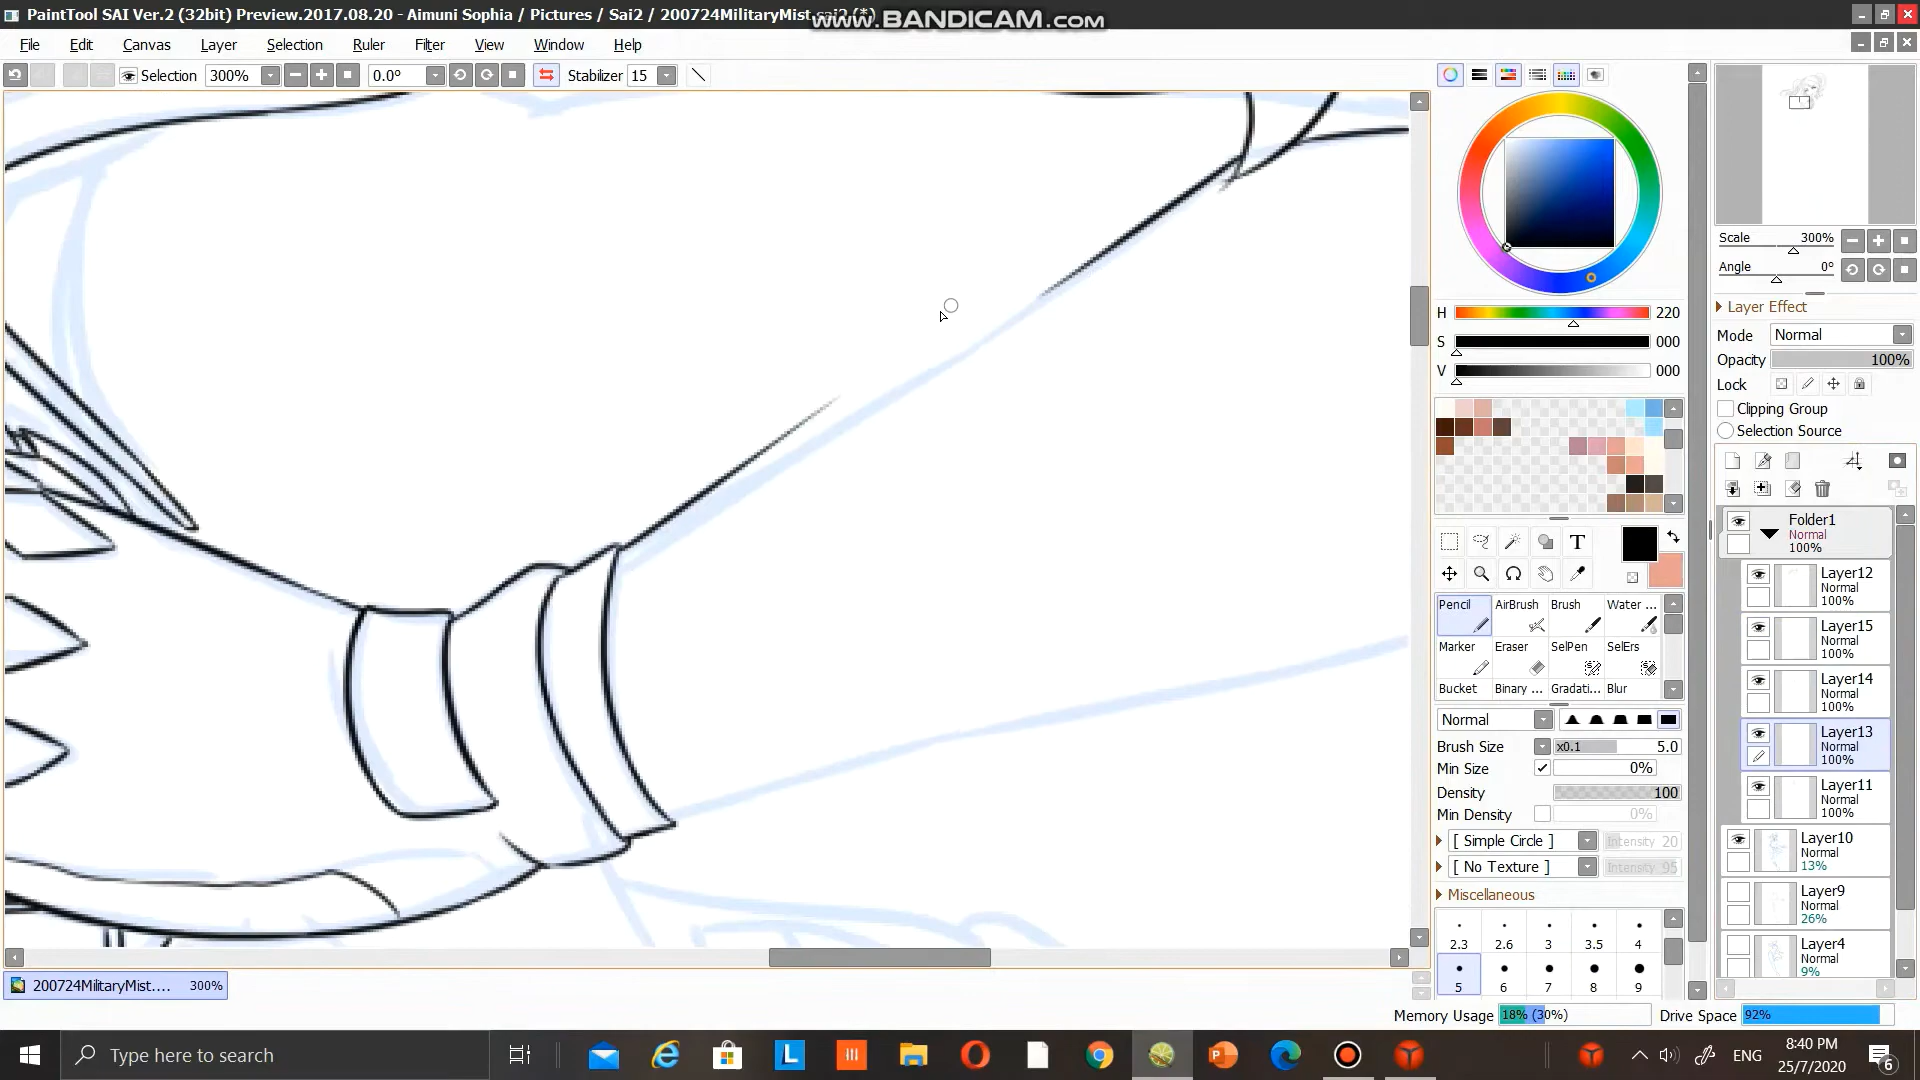 PaintTool SAI Ver.2 (32bit) Preview.2017.08.20 - Aimuni Sophia / Pictures / Sai2 / 200724MilitaryMist.sai2 (*)
www.BANDICAM.com
File Edit Canvas Layer Selection Ruler Filter View Window Help
Selection 300% 0.0° Stabilizer 15
Scale 300%
Angle 0°
Layer Effect
Mode Normal
Opacity 100%
Lock
Clipping Group
Selection Source
H 220
S 000
V 000
T
Pencil AirBrush Brush Water ...
Marker Eraser SelPen SelErs
Bucket Binary ... Gradati... Blur
Normal
Brush Size x0.1 5.0
Min Size 0%
Density 100
Min Density 0%
[ Simple Circle ] Intensity 20
[ No Texture ] Intensity 95
Miscellaneous
2.3 2.6 3 3.5 4
5 6 7 8 9
Folder1
Normal
100%
Layer12
Normal
100%
Layer15
Normal
100%
Layer14
Normal
100%
Layer13
Normal
100%
Layer11
Normal
100%
Layer10
Normal
13%
Layer9
Normal
26%
Layer4
Normal
9%
200724MilitaryMist.... 300%
Memory Usage 18% (30%) Drive Space 92%
Type here to search
L
ENG
8:40 PM
25/7/2020
6